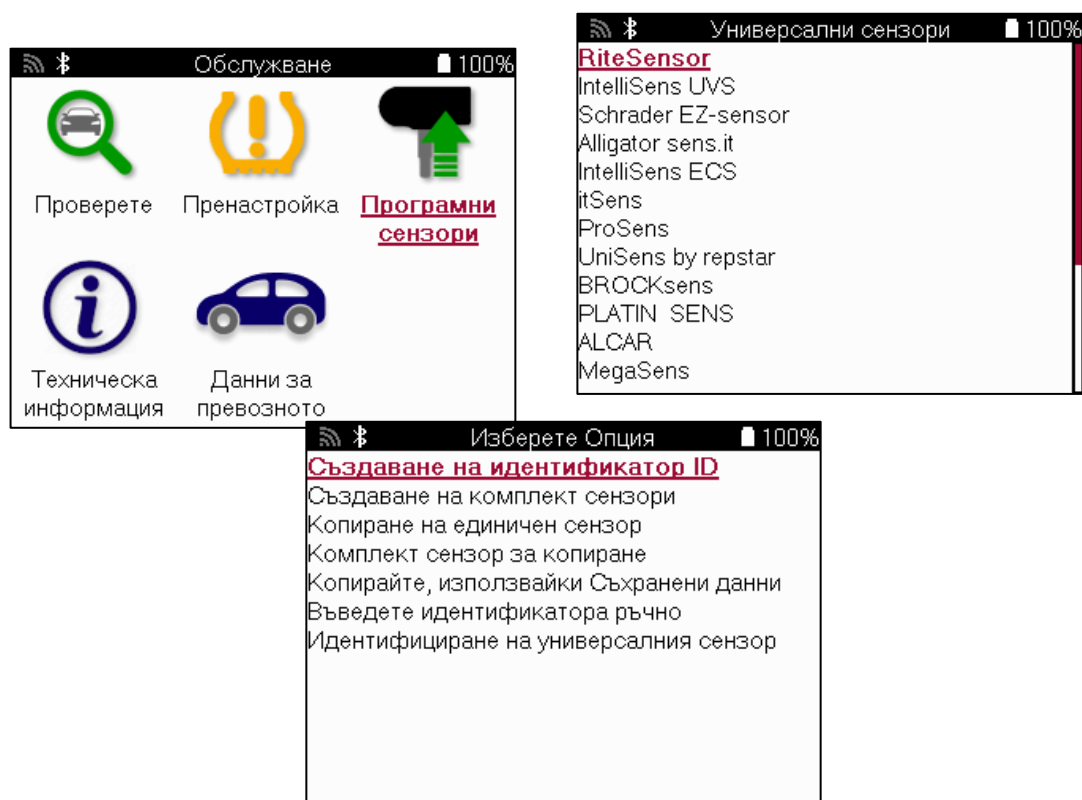 Обслужване 100%
Проверете Пренастройка Програмни
сензори
Техническа Данни за
информация превозното
Универсални сензори 100%
RiteSensor
IntelliSens UVS
Schrader EZ-sensor
Alligator sens.it
IntelliSens ECS
itSens
ProSens
UniSens by repstar
BROCKsens
PLATIN SENS
ALCAR
MegaSens
Изберете Опция 100%
Създаване на идентификатор ID
Създаване на комплект сензори
Копиране на единичен сензор
Комплект сензор за копиране
Копирайте, използвайки Съхранени данни
Въведете идентификатора ръчно
Идентифициране на универсалния сензор